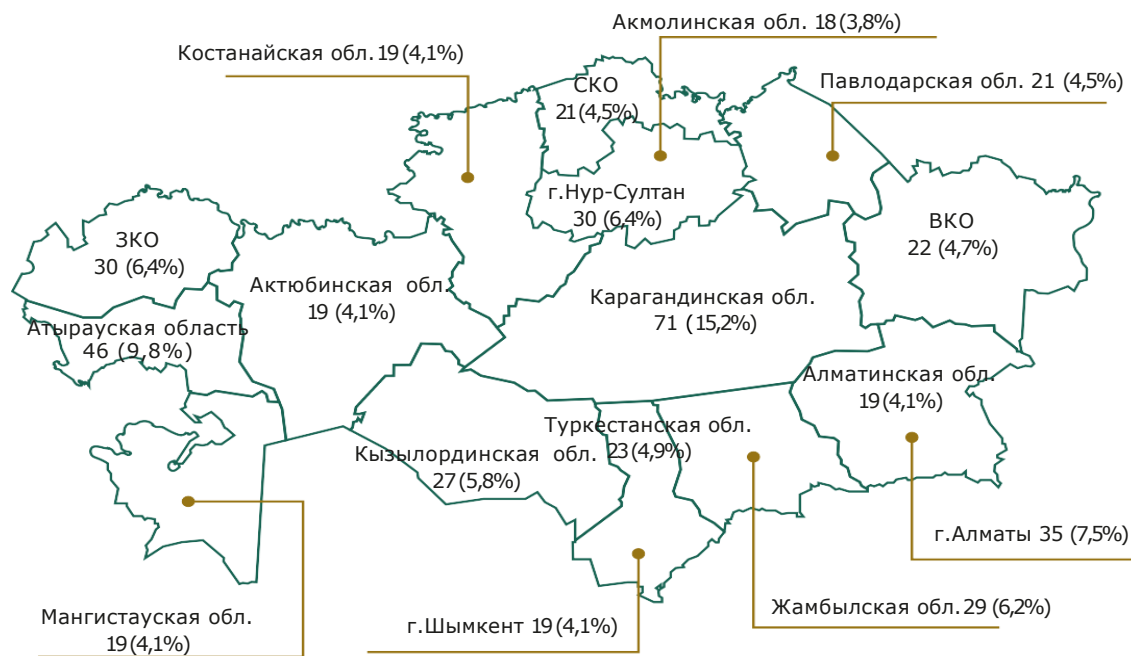 Акмолинская обл. 18 (3,8%)
Костанайская обл. 19 (4,1%)
Павлодарская обл. 21 (4,5%)
СКО
21 (4,5%)
г.Нур-Султан
30 (6,4%)
ВКО
22 (4,7%)
ЗКО
30 (6,4%)
Актюбинская обл.
19 (4,1%)
Карагандинская обл.
71 (15,2%)
Атырауская область
46 (9,8%)
Алматинская обл.
19 (4,1%)
Туркестанская обл.
23 (4,9%)
Кызылординская обл.
27 (5,8%)
г.Алматы 35 (7,5%)
Жамбылская обл. 29 (6,2%)
Мангистауская обл.
19 (4,1%)
г.Шымкент 19 (4,1%)